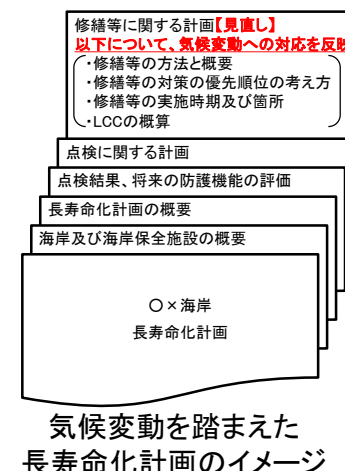 修繕等に関する計画【見直し】
以下について、気候変動への対応を反映
・修繕等の方法と概要
・修繕等の対策の優先順位の考え方
・修繕等の実施時期及び箇所
・LCCの概算
点検に関する計画
点検結果、将来の防護機能の評価
長寿命化計画の概要
海岸及び海岸保全施設の概要
〇×海岸
長寿命化計画
気候変動を踏まえた
長寿命化計画のイメージ